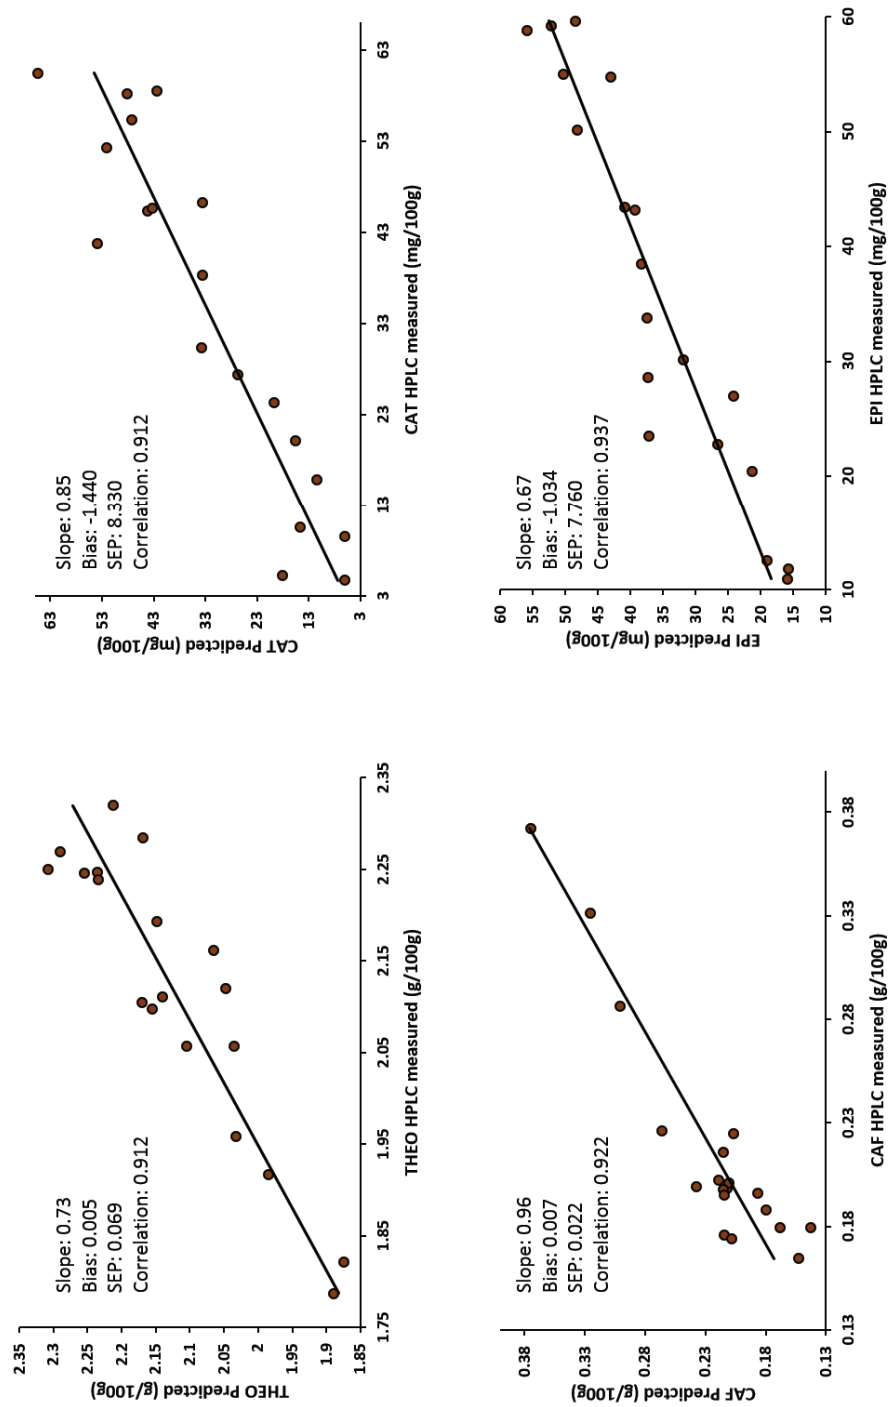 2.35
2.3
2.25
2.2
2.15
2.1
2.05
2
1.95
1.9
1.85
THEO Predicted (g/100g)
Slope: 0.73
Bias: 0.005
SEP: 0.069
Correlation: 0.912
1.75
1.85
1.95
2.05
2.15
2.25
2.35
THEO HPLC measured (g/100g)
63
53
43
33
23
13
3
CAT Predicted (mg/100g)
Slope: 0.85
Bias: -1.440
SEP: 8.330
Correlation: 0.912
3
13
23
33
43
53
63
CAT HPLC measured (mg/100g)
0.38
0.33
0.28
0.23
0.18
0.13
CAF Predicted (g/100g)
Slope: 0.96
Bias: 0.007
SEP: 0.022
Correlation: 0.922
0.13
0.18
0.23
0.28
0.33
0.38
CAF HPLC measured (g/100g)
60
55
50
45
40
35
30
25
20
15
10
EPI Predicted (mg/100g)
Slope: 0.67
Bias: -1.034
SEP: 7.760
Correlation: 0.937
10
20
30
40
50
60
EPI HPLC measured (mg/100g)